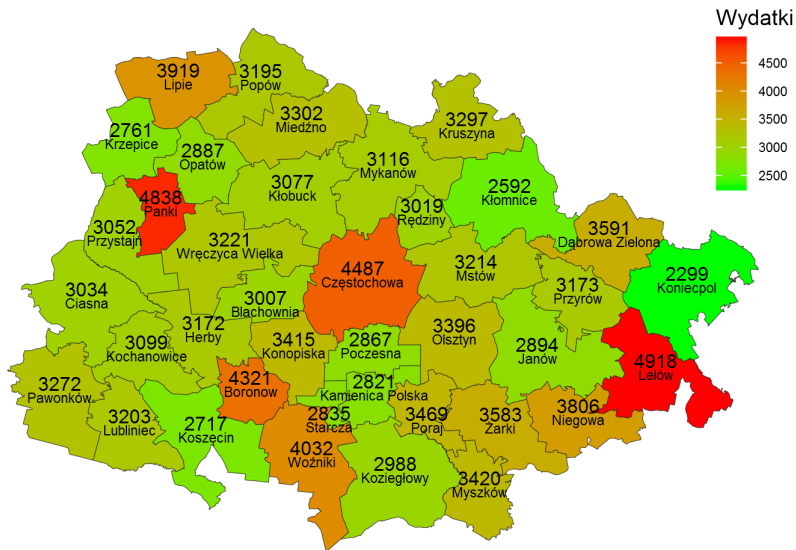 Wydatki
4500
4000
3500
3000
2500
3919
Lipie
3195
Popów
3302
Miedźno
3297
Kruszyna
2761
Krzepice
2887
Opatów
3116
Mykanów
3077
Kłobuck
2592
Kłomnice
4838
Panki
3019
Rędziny
3052
Przystajń
3591
Dąbrowa Zielona
3221
Wręczyca Wielka
4487
Częstochowa
3214
Mstów
2299
Koniecpol
3173
Przyrów
3034
Ciasna
3007
Blachownia
3172
Herby
3099
Kochanowice
3415
Konopiska
2867
Poczesna
3396
Olsztyn
2894
Janów
4918
Lelów
3272
Pawonków
4321
Boronow
2821
Kamienica Polska
3203
Lubliniec
2717
Koszęcin
2835
Starcza
3469
Poraj
3583
Żarki
3806
Niegowa
4032
Woźniki
2988
Koziegłowy
3420
Myszków